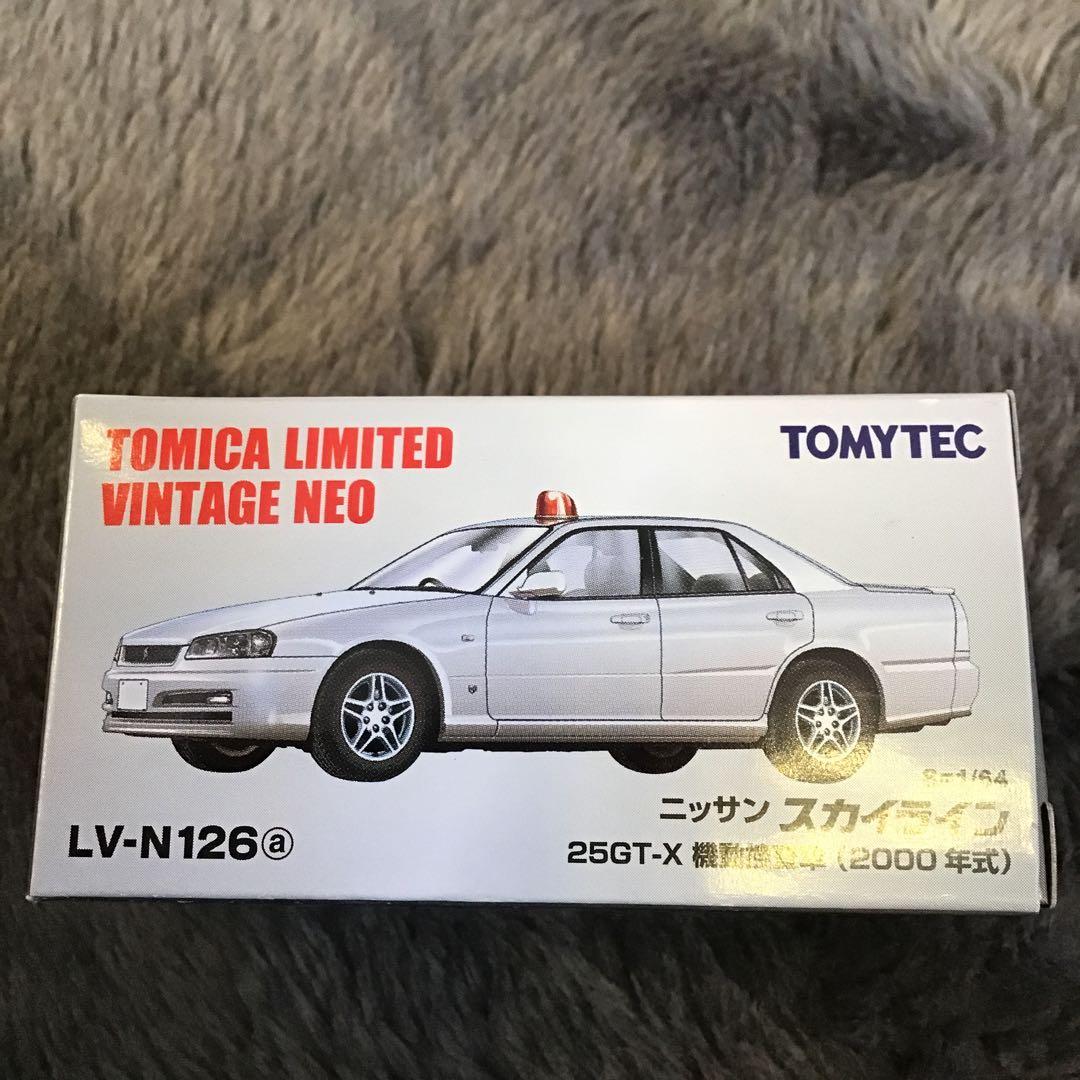 TOMICA LIMITED
VINTAGE NEO
TOMYTEC
S=1/64
ニッサン スカイライン
LV-N126ⓐ
25GT-X 機動捜査車 (2000年式)